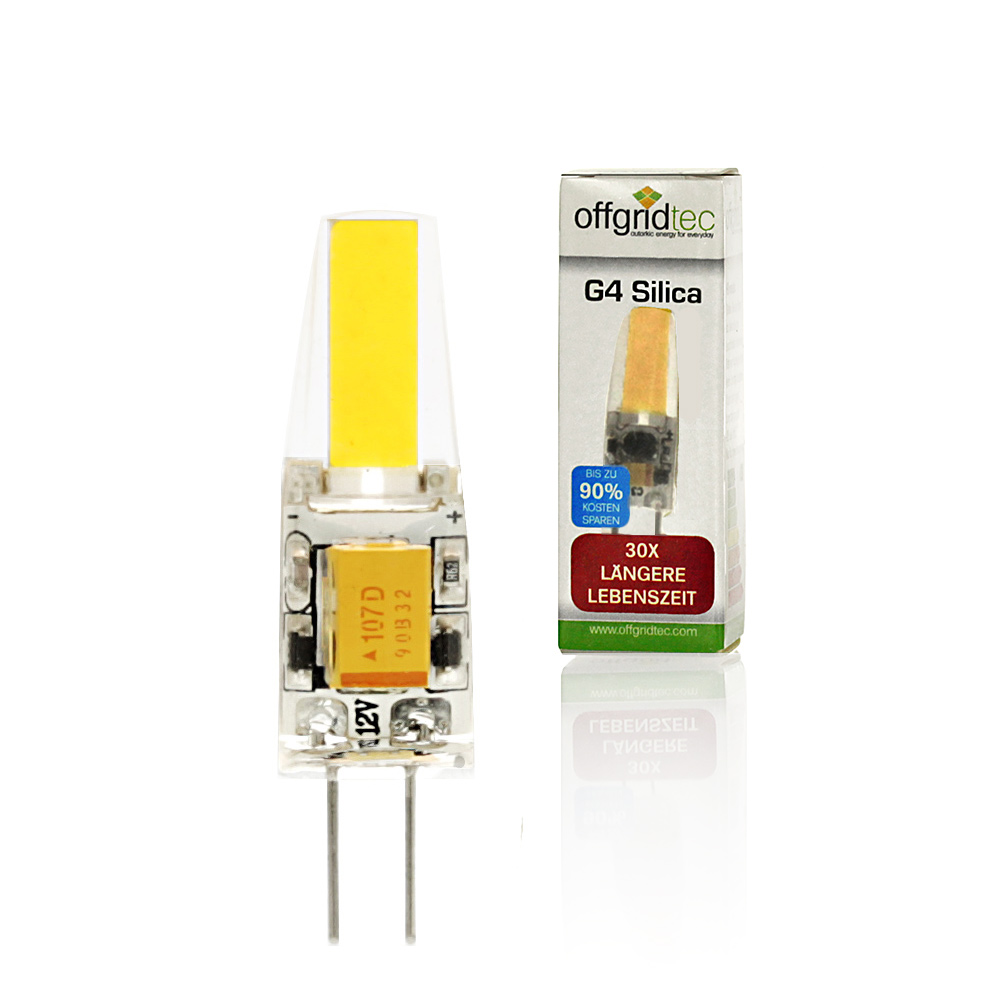 -
+
R62
107D
90B32
12V
offgridtec
autarkic energy for everyday
G4 Silica
BIS ZU
90%
KOSTEN
SPAREN
30X
LÄNGERE
LEBENSZEIT
www.offgridtec.com